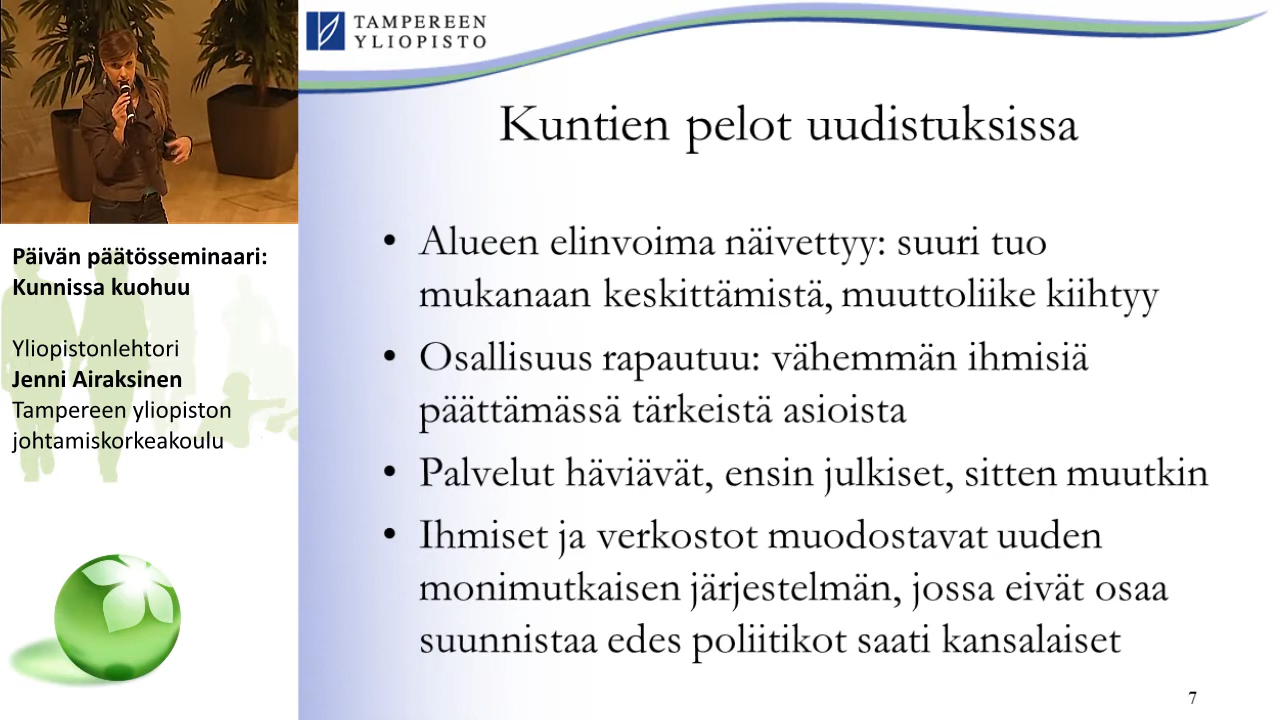 TAMPEREEN
YLIOPISTO
Kuntien pelot uudistuksissa
• Alueen elinvoima näivettyy: suuri tuo
mukanaan keskittämistä, muuttoliike kiihtyy
• Osallisuus rapautuu: vähemmän ihmisiä
päättämässä tärkeistä asioista
• Palvelut häviävät, ensin julkiset, sitten muutkin
• Ihmiset ja verkostot muodostavat uuden
monimutkaisen järjestelmän, jossa eivät osaa
suunnistaa edes poliitikot saati kansalaiset
7
Päivän päätösseminaari:
Kunnissa kuohuu
Yliopistonlehtori
Jenni Airaksinen
Tampereen yliopiston
johtamiskorkeakoulu